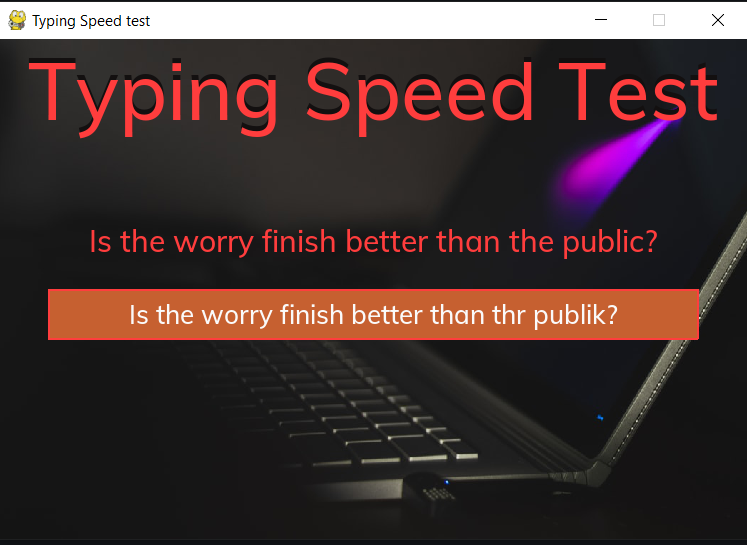 Typing Speed test
Typing Speed Test
Is the worry finish better than the public?
Is the worry finish better than thr publik?